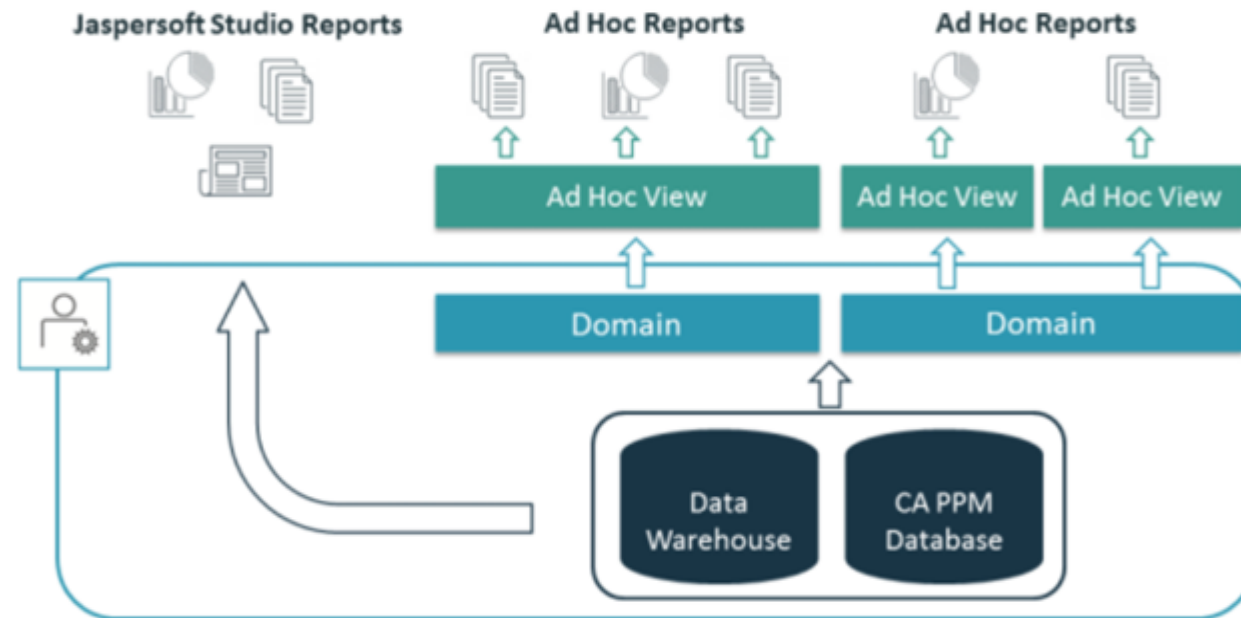 Jaspersoft Studio Reports
Ad Hoc Reports
Ad Hoc Reports
Ad Hoc View
Ad Hoc View
Ad Hoc View
Domain
Domain
Data
Warehouse
CA PPM
Database